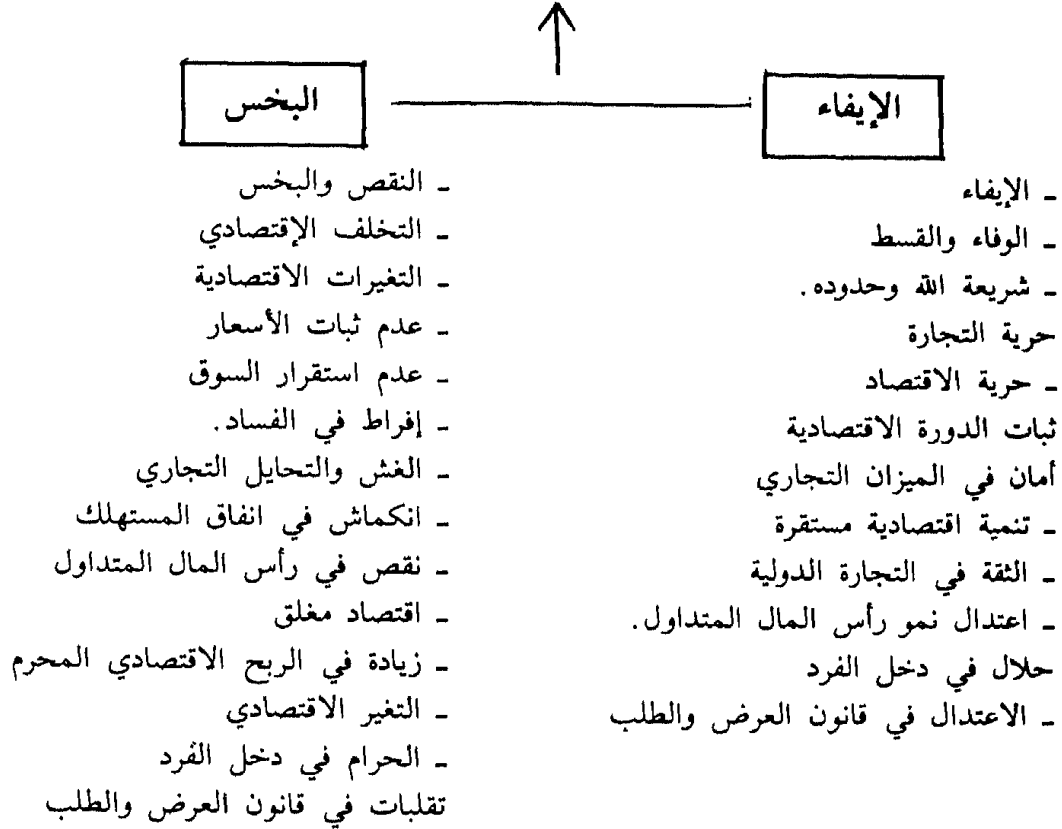 الإيفاء
ـ الإيفاء
ـ الوفاء والقسط
ـ شريعة الله وحدوده.
حرية التجارة
ـ حرية الاقتصاد
ثبات الدورة الاقتصادية
أمان في الميزان التجاري
ـ تنمية اقتصادية مستقرة
ـ الثقة في التجارة الدولية
ـ اعتدال نمو رأس المال المتداول.
حلال في دخل الفرد
ـ الاعتدال في قانون العرض والطلب
البخس
ـ النقص والبخس
ـ التخلف الإقتصادي
ـ التغيرات الاقتصادية
ـ عدم ثبات الأسعار
ـ عدم استقرار السوق
ـ إفراط في الفساد.
ـ الغش والتحايل التجاري
ـ انكماش في انفاق المستهلك
ـ نقص في رأس المال المتداول
ـ اقتصاد مغلق
ـ زيادة في الربح الاقتصادي المحرم
ـ التغير الاقتصادي
ـ الحرام في دخل الفرد
تقلبات في قانون العرض والطلب